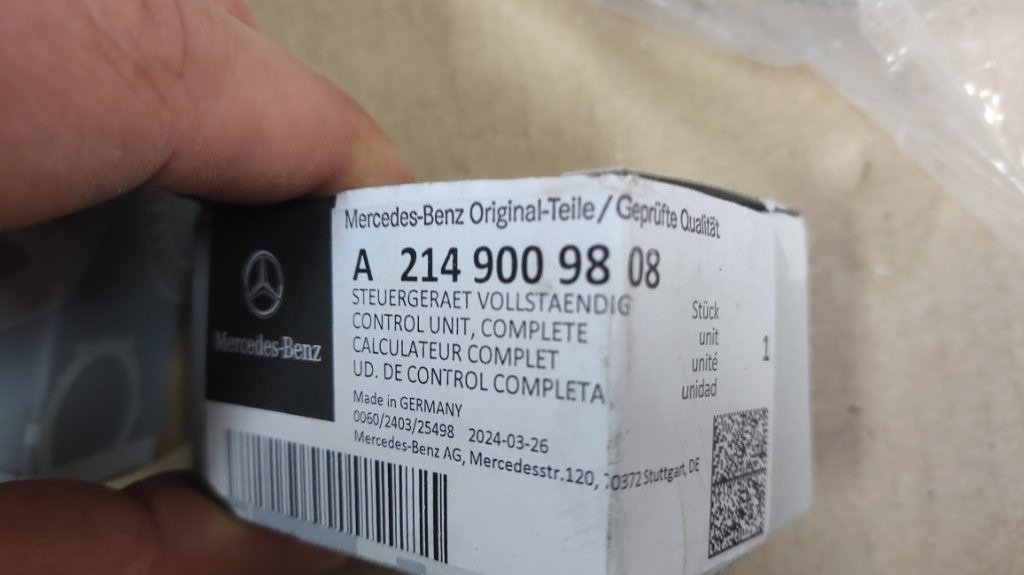 Mercedes-Benz Original-Teile / Geprüfte Qualität
A 214 900 98 08
STEUERGERAET VOLLSTAENDIG
CONTROL UNIT, COMPLETE
CALCULATEUR COMPLET
UD. DE CONTROL COMPLETA
Stück
unit
unité
unidad
1
Mercedes-Benz
Made in GERMANY
0060/2403/25498 2024-03-26
Mercedes-Benz AG, Mercedesstr.120, 70372 Stuttgart, DE